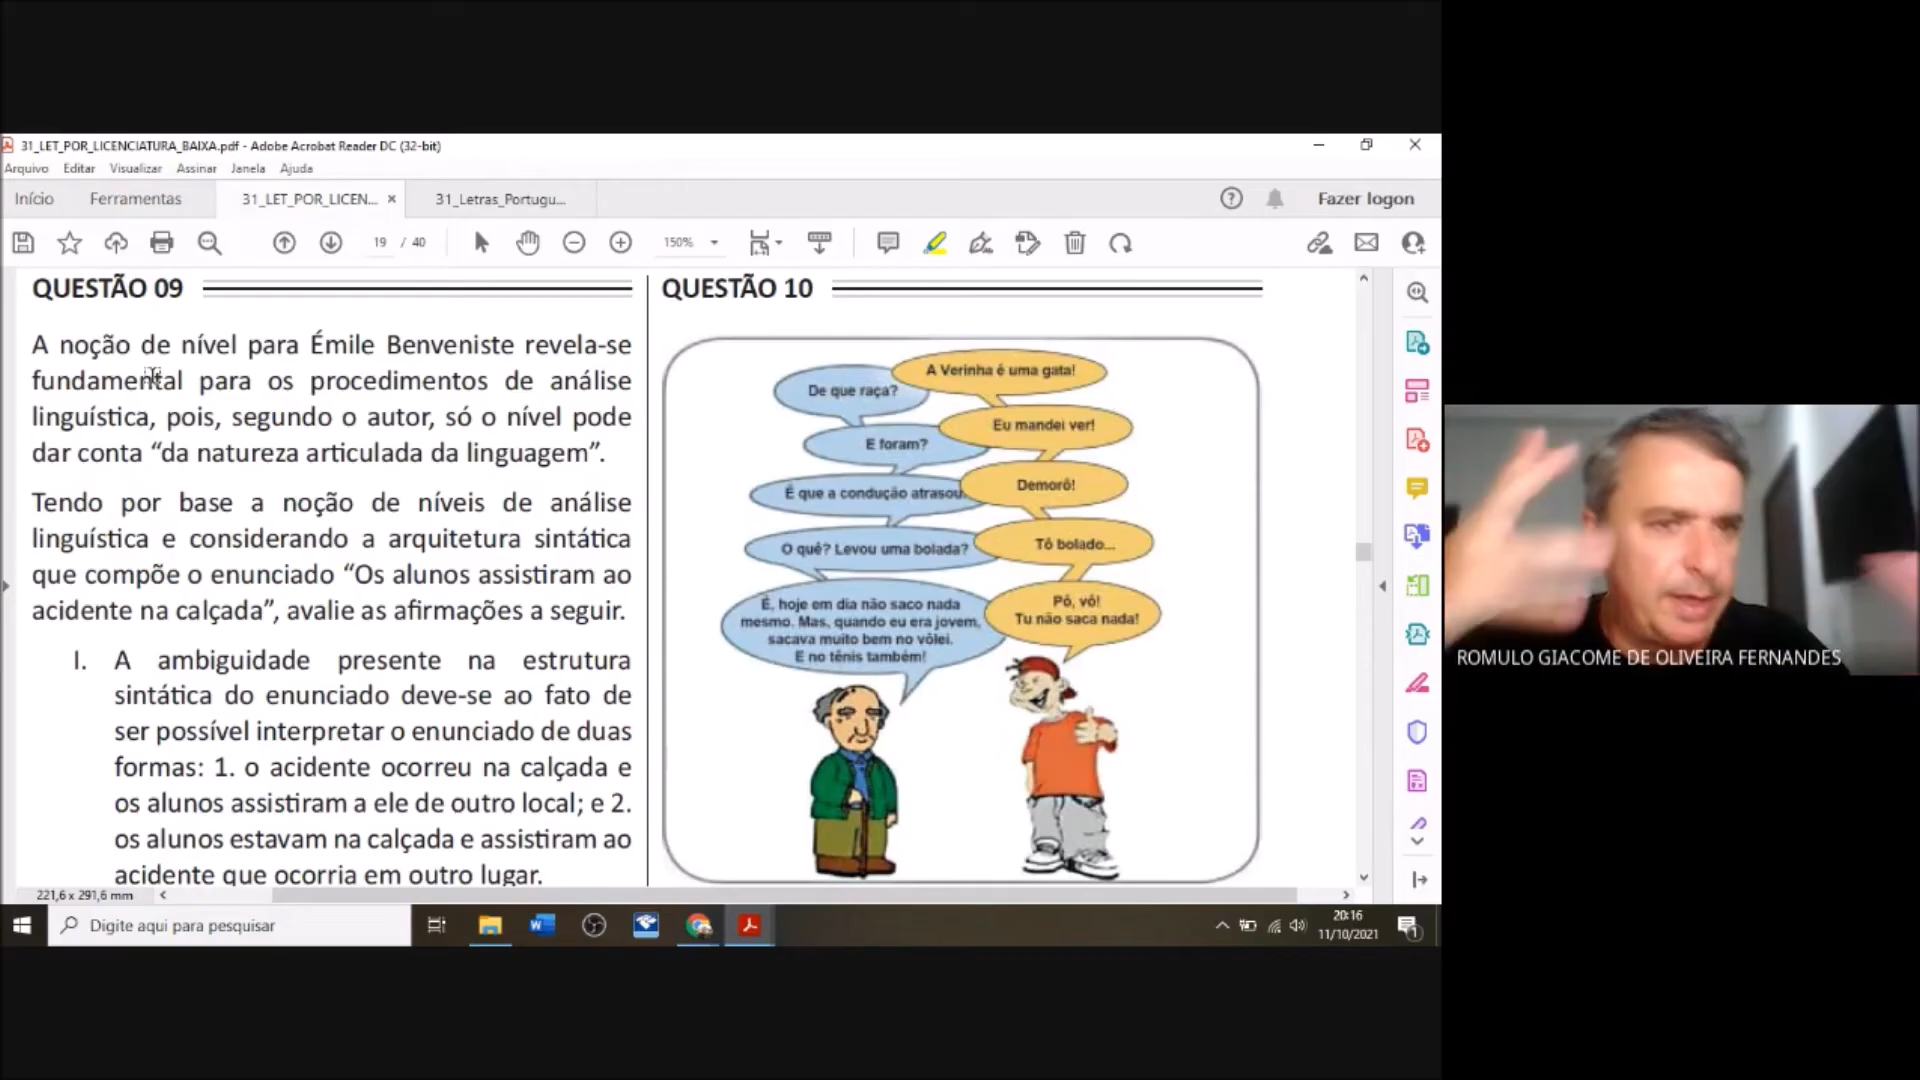 31_LET_POR_LICENCIATURA_BAIXA.pdf - Adobe Acrobat Reader DC (32-bit)
Arquivo Editar Visualizar Assinar Janela Ajuda
Início Ferramentas 31_LET_POR_LICEN... × 31_Letras_Portugu... Fazer logon
19 / 40 150%
QUESTÃO 09
A noção de nível para Émile Benveniste revela-se
fundamental para os procedimentos de análise
linguística, pois, segundo o autor, só o nível pode
dar conta “da natureza articulada da linguagem”.
Tendo por base a noção de níveis de análise
linguística e considerando a arquitetura sintática
que compõe o enunciado “Os alunos assistiram ao
acidente na calçada”, avalie as afirmações a seguir.
I. A ambiguidade presente na estrutura
sintática do enunciado deve-se ao fato de
ser possível interpretar o enunciado de duas
formas: 1. o acidente ocorreu na calçada e
os alunos assistiram a ele de outro local; e 2.
os alunos estavam na calçada e assistiram ao
acidente que ocorria em outro lugar.
QUESTÃO 10
A Verinha é uma gata!
De que raça?
Eu mandei ver!
E foram?
Demorô!
É que a condução atrasou.
Tô bolado...
O quê? Levou uma bolada?
Pô, vô!
Tu não saca nada!
É, hoje em dia não saco nada
mesmo. Mas, quando eu era jovem,
sacava muito bem no vôlei.
E no tênis também!
221,6 x 291,6 mm
Digite aqui para pesquisar
20:16
11/10/2021
1
ROMULO GIACOME DE OLIVEIRA FERNANDES